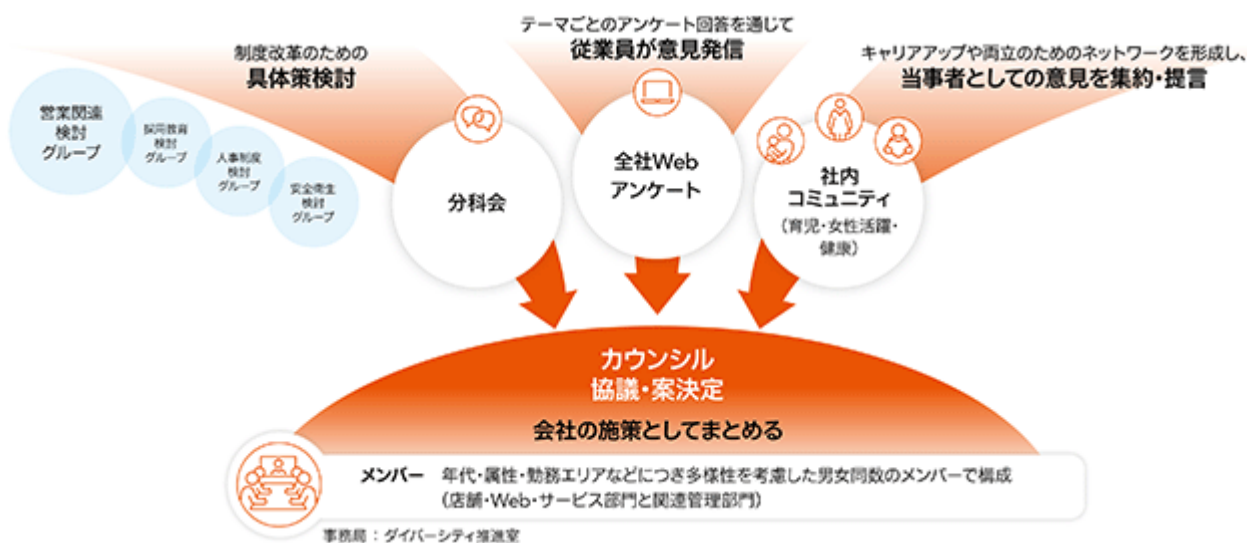 テーマごとのアンケート回答を通じて
従業員が意見発信
制度改革のための
具体策検討
キャリアアップや両立のためのネットワークを形成し、
当事者としての意見を集約・提言
営業関連
検討
グループ
採用教育
検討
グループ
人事制度
検討
グループ
安全衛生
検討
グループ
分科会
全社Web
アンケート
社内
コミュニティ
（育児・女性活躍・
健康）
カウンシル
協議・案決定
会社の施策としてまとめる
メンバー 年代・属性・勤務エリアなどにつき多様性を考慮した男女同数のメンバーで構成
（店舗・Web・サービス部門と関連管理部門）
事務局：ダイバーシティ推進室